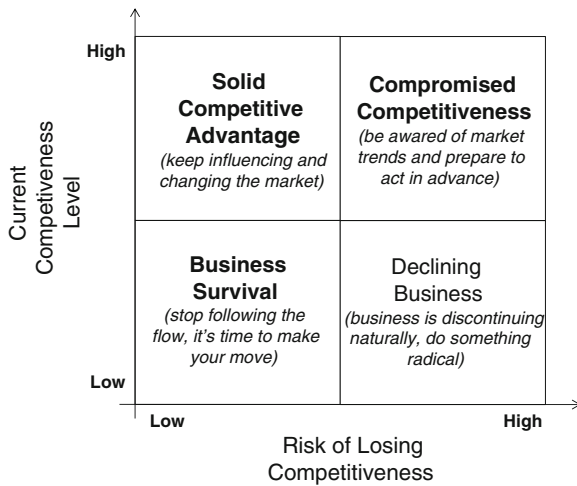 High
Solid
Competitive
Advantage
(keep influencing and
changing the market)
Compromised
Competitiveness
(be awared of market
trends and prepare to
act in advance)
Current
Competiveness
Level
Business
Survival
(stop following the
flow, it's time to make
your move)
Declining
Business
(business is discontinuing
naturally, do something
radical)
Low
Low
High
Risk of Losing
Competitiveness